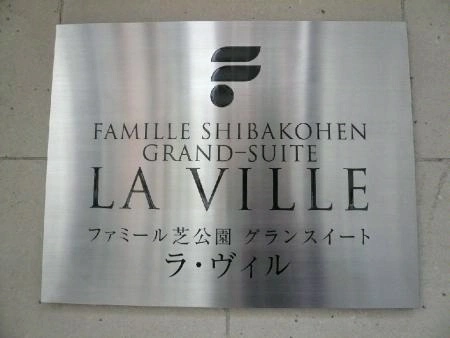 FAMILLE SHIBAKOHEN
GRAND-SUITE
LA VILLE
ファミール芝公園 グランスイート
ラ・ヴィル